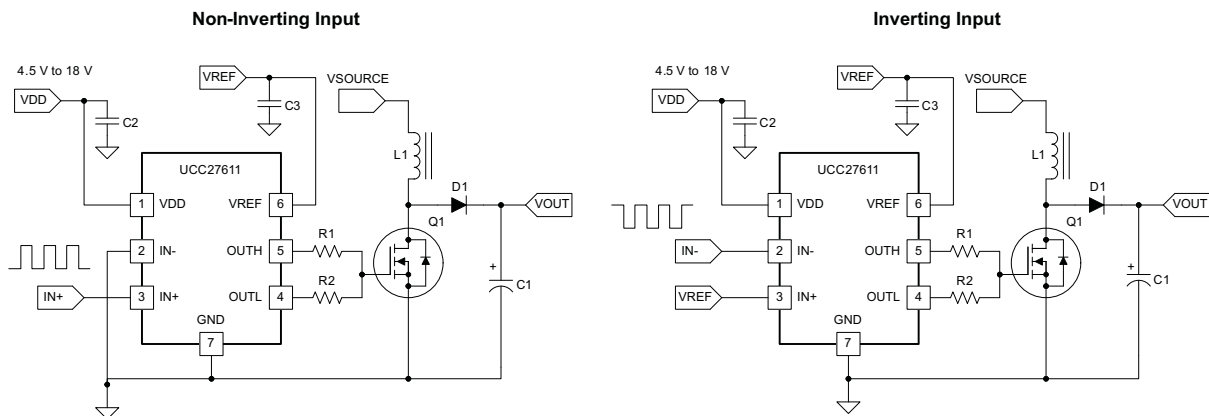 Non-Inverting Input
4.5 V to 18 V
VDD
C2
VREF
C3
VSOURCE
L1
UCC27611
1 VDD
VREF 6
D1
VOUT
Q1
2 IN-
OUTH 5
R1
IN+
3 IN+
OUTL 4
R2
+
C1
GND
7
Inverting Input
4.5 V to 18 V
VDD
C2
VREF
C3
VSOURCE
L1
UCC27611
1 VDD
VREF 6
D1
VOUT
Q1
IN-
2 IN-
OUTH 5
R1
VREF
3 IN+
OUTL 4
R2
+
C1
GND
7